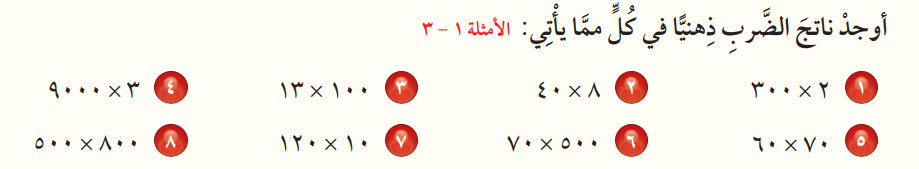 أوجدْ ناتجَ الضَّربِ ذِهنيًّا في كُلٍّ ممَّا يأْتِي: الأمثلة ١ – ٣
١ ٢ × ٣٠٠ ٢ ٨ × ٤٠ ٣ ١٠٠ × ١٣ ٤ ٣ × ٩٠٠٠
٥ ٧٠ × ٦٠ ٦ ٥٠٠ × ٧٠ ٧ ١٠ × ١٢٠ ٨ ٨٠٠ × ٥٠٠